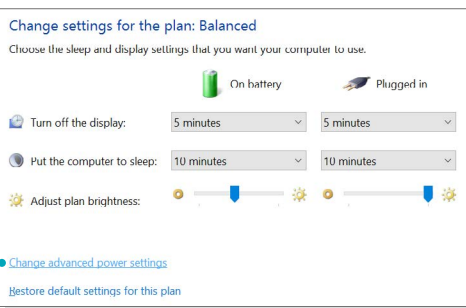 Change settings for the plan: Balanced
Choose the sleep and display settings that you want your computer to use.
On battery Plugged in
Turn off the display: 5 minutes 5 minutes
Put the computer to sleep: 10 minutes 10 minutes
Adjust plan brightness:
Change advanced power settings
Restore default settings for this plan